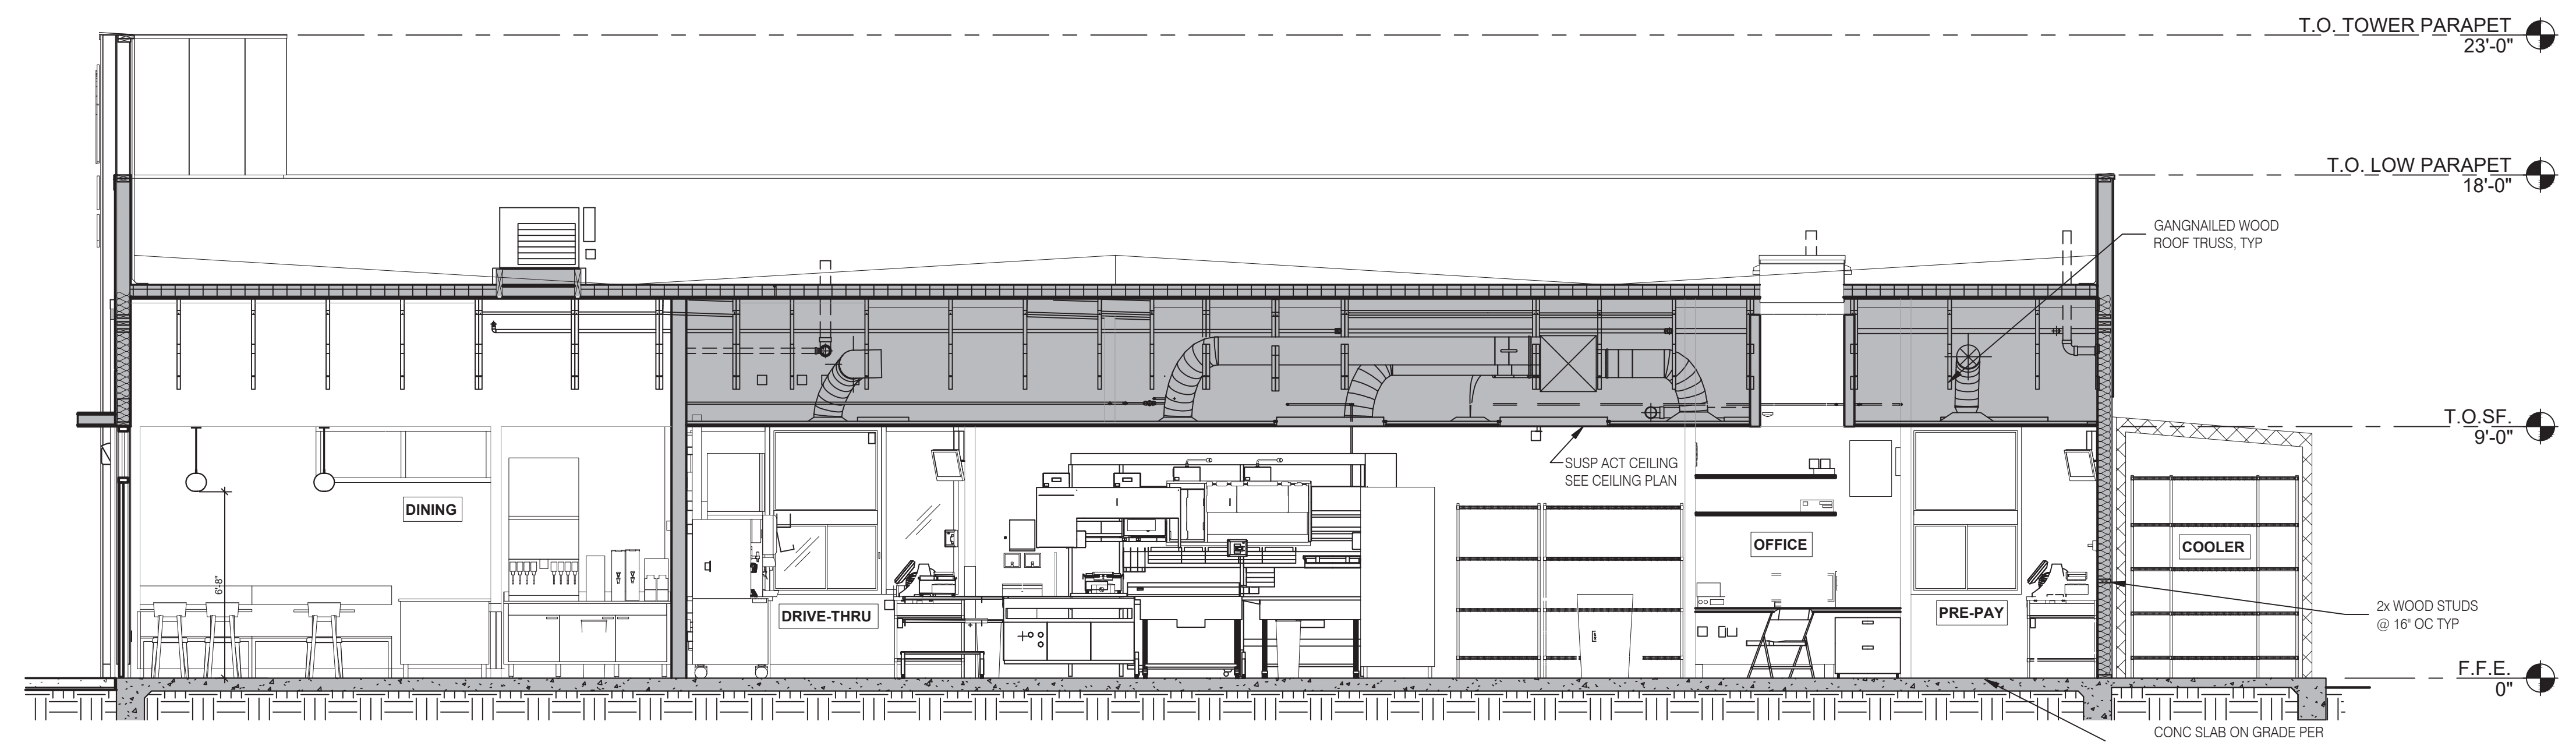 T.O. TOWER PARAPET
23'-0"
T.O. LOW PARAPET
18'-0"
GANGNAILED WOOD
ROOF TRUSS, TYP
T.O.SF.
9'-0"
SUSP ACT CEILING
SEE CEILING PLAN
DINING
OFFICE
COOLER
6'-8"
DRIVE-THRU
PRE-PAY
2x WOOD STUDS
@ 16" OC TYP
F.F.E.
0"
CONC SLAB ON GRADE PER